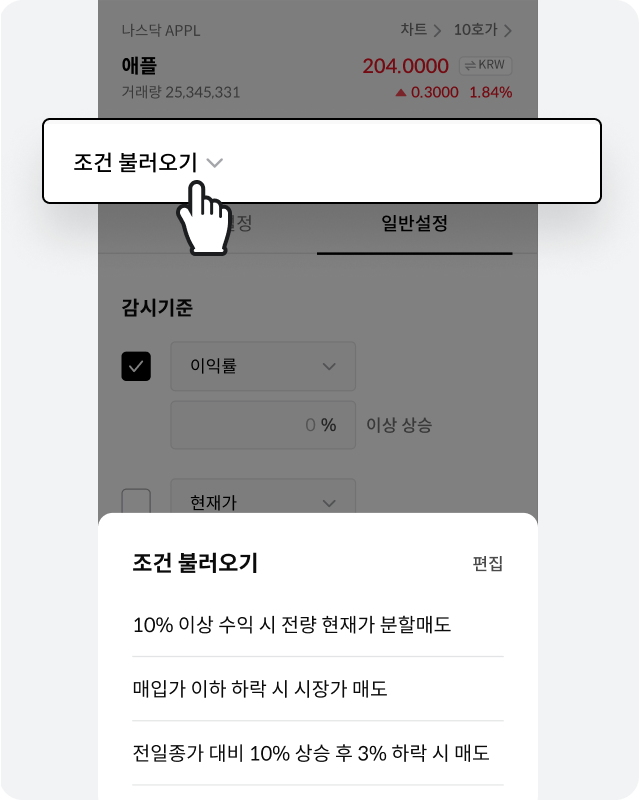 나스닥 APPL 차트 10호가
애플 204.0000 KRW
거래량 25,345,331 0.3000 1.84%
조건 불러오기
일반설정
감시기준
이익률
0 % 이상 상승
현재가
조건 불러오기 편집
10% 이상 수익 시 전량 현재가 분할매도
매입가 이하 하락 시 시장가 매도
전일종가 대비 10% 상승 후 3% 하락 시 매도